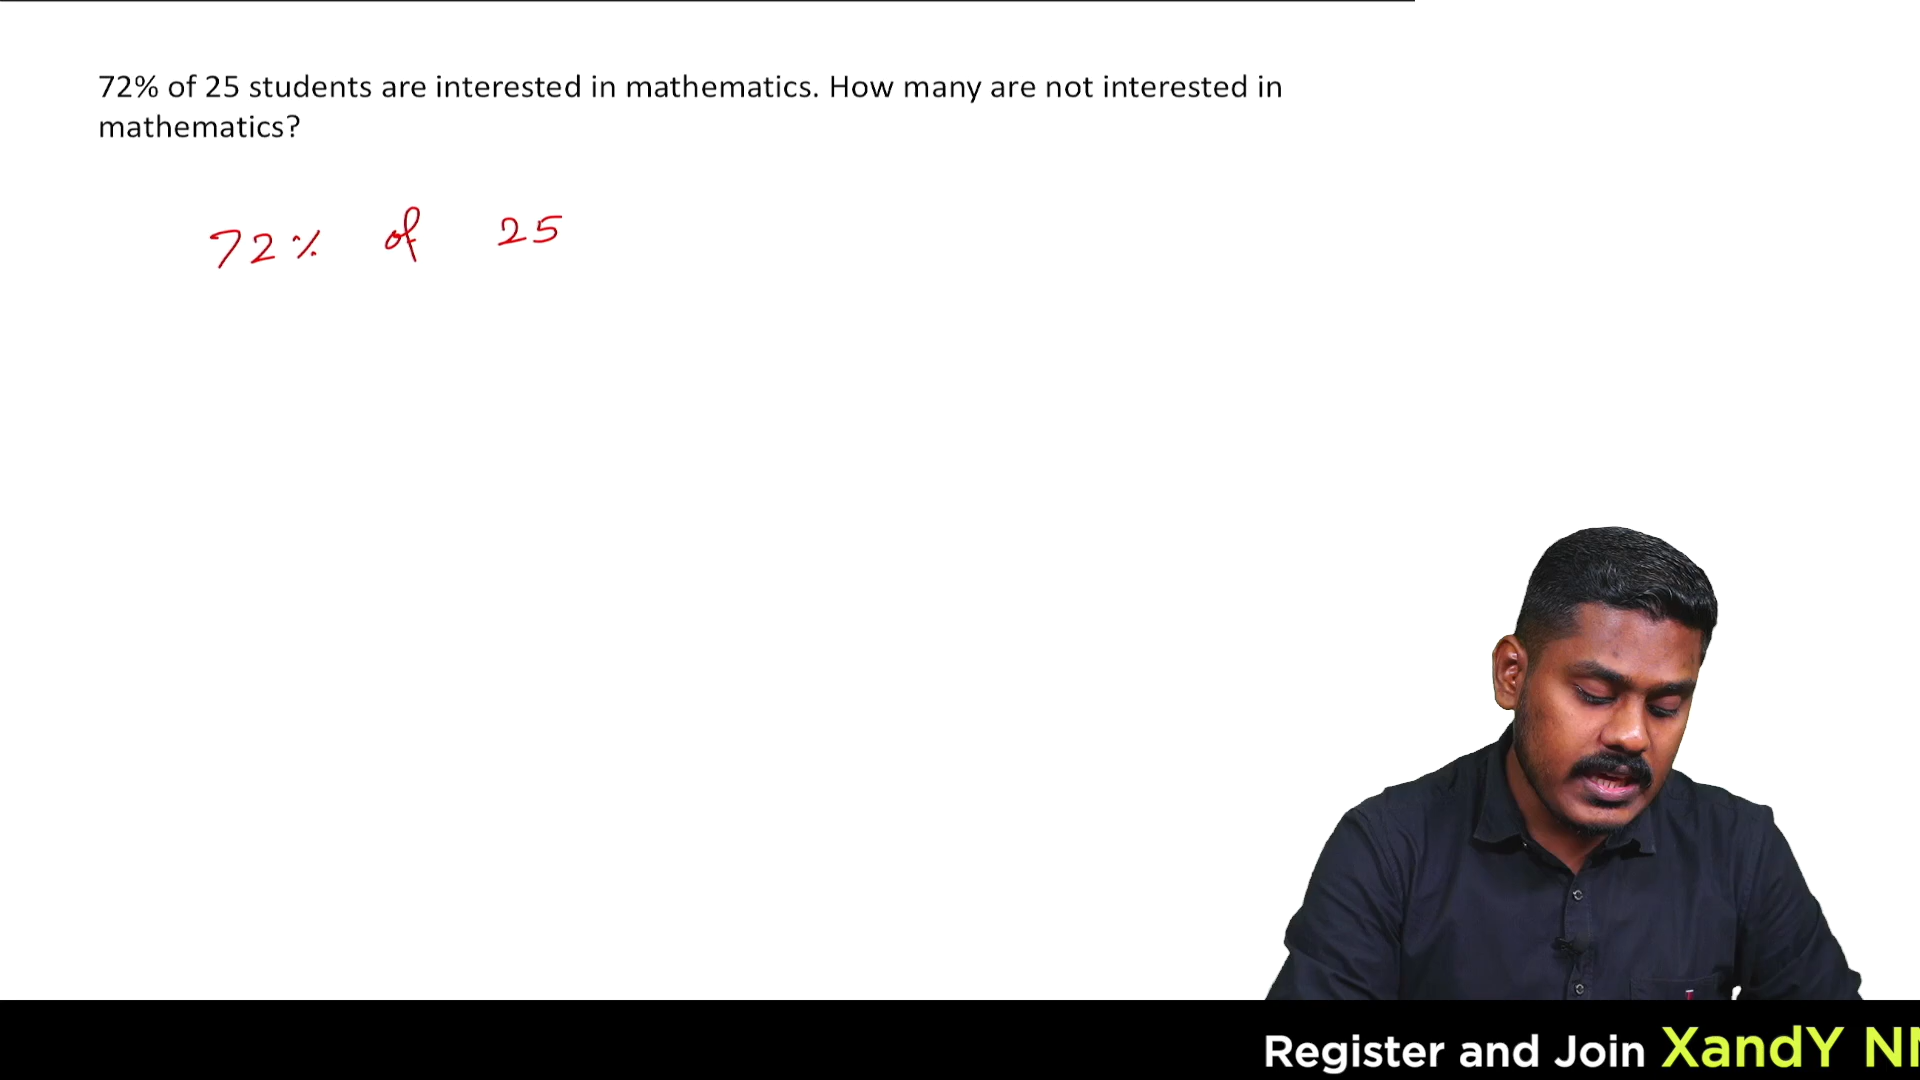 72% of 25 students are interested in mathematics. How many are not interested in
mathematics?
72% of 25
Register and Join XandY